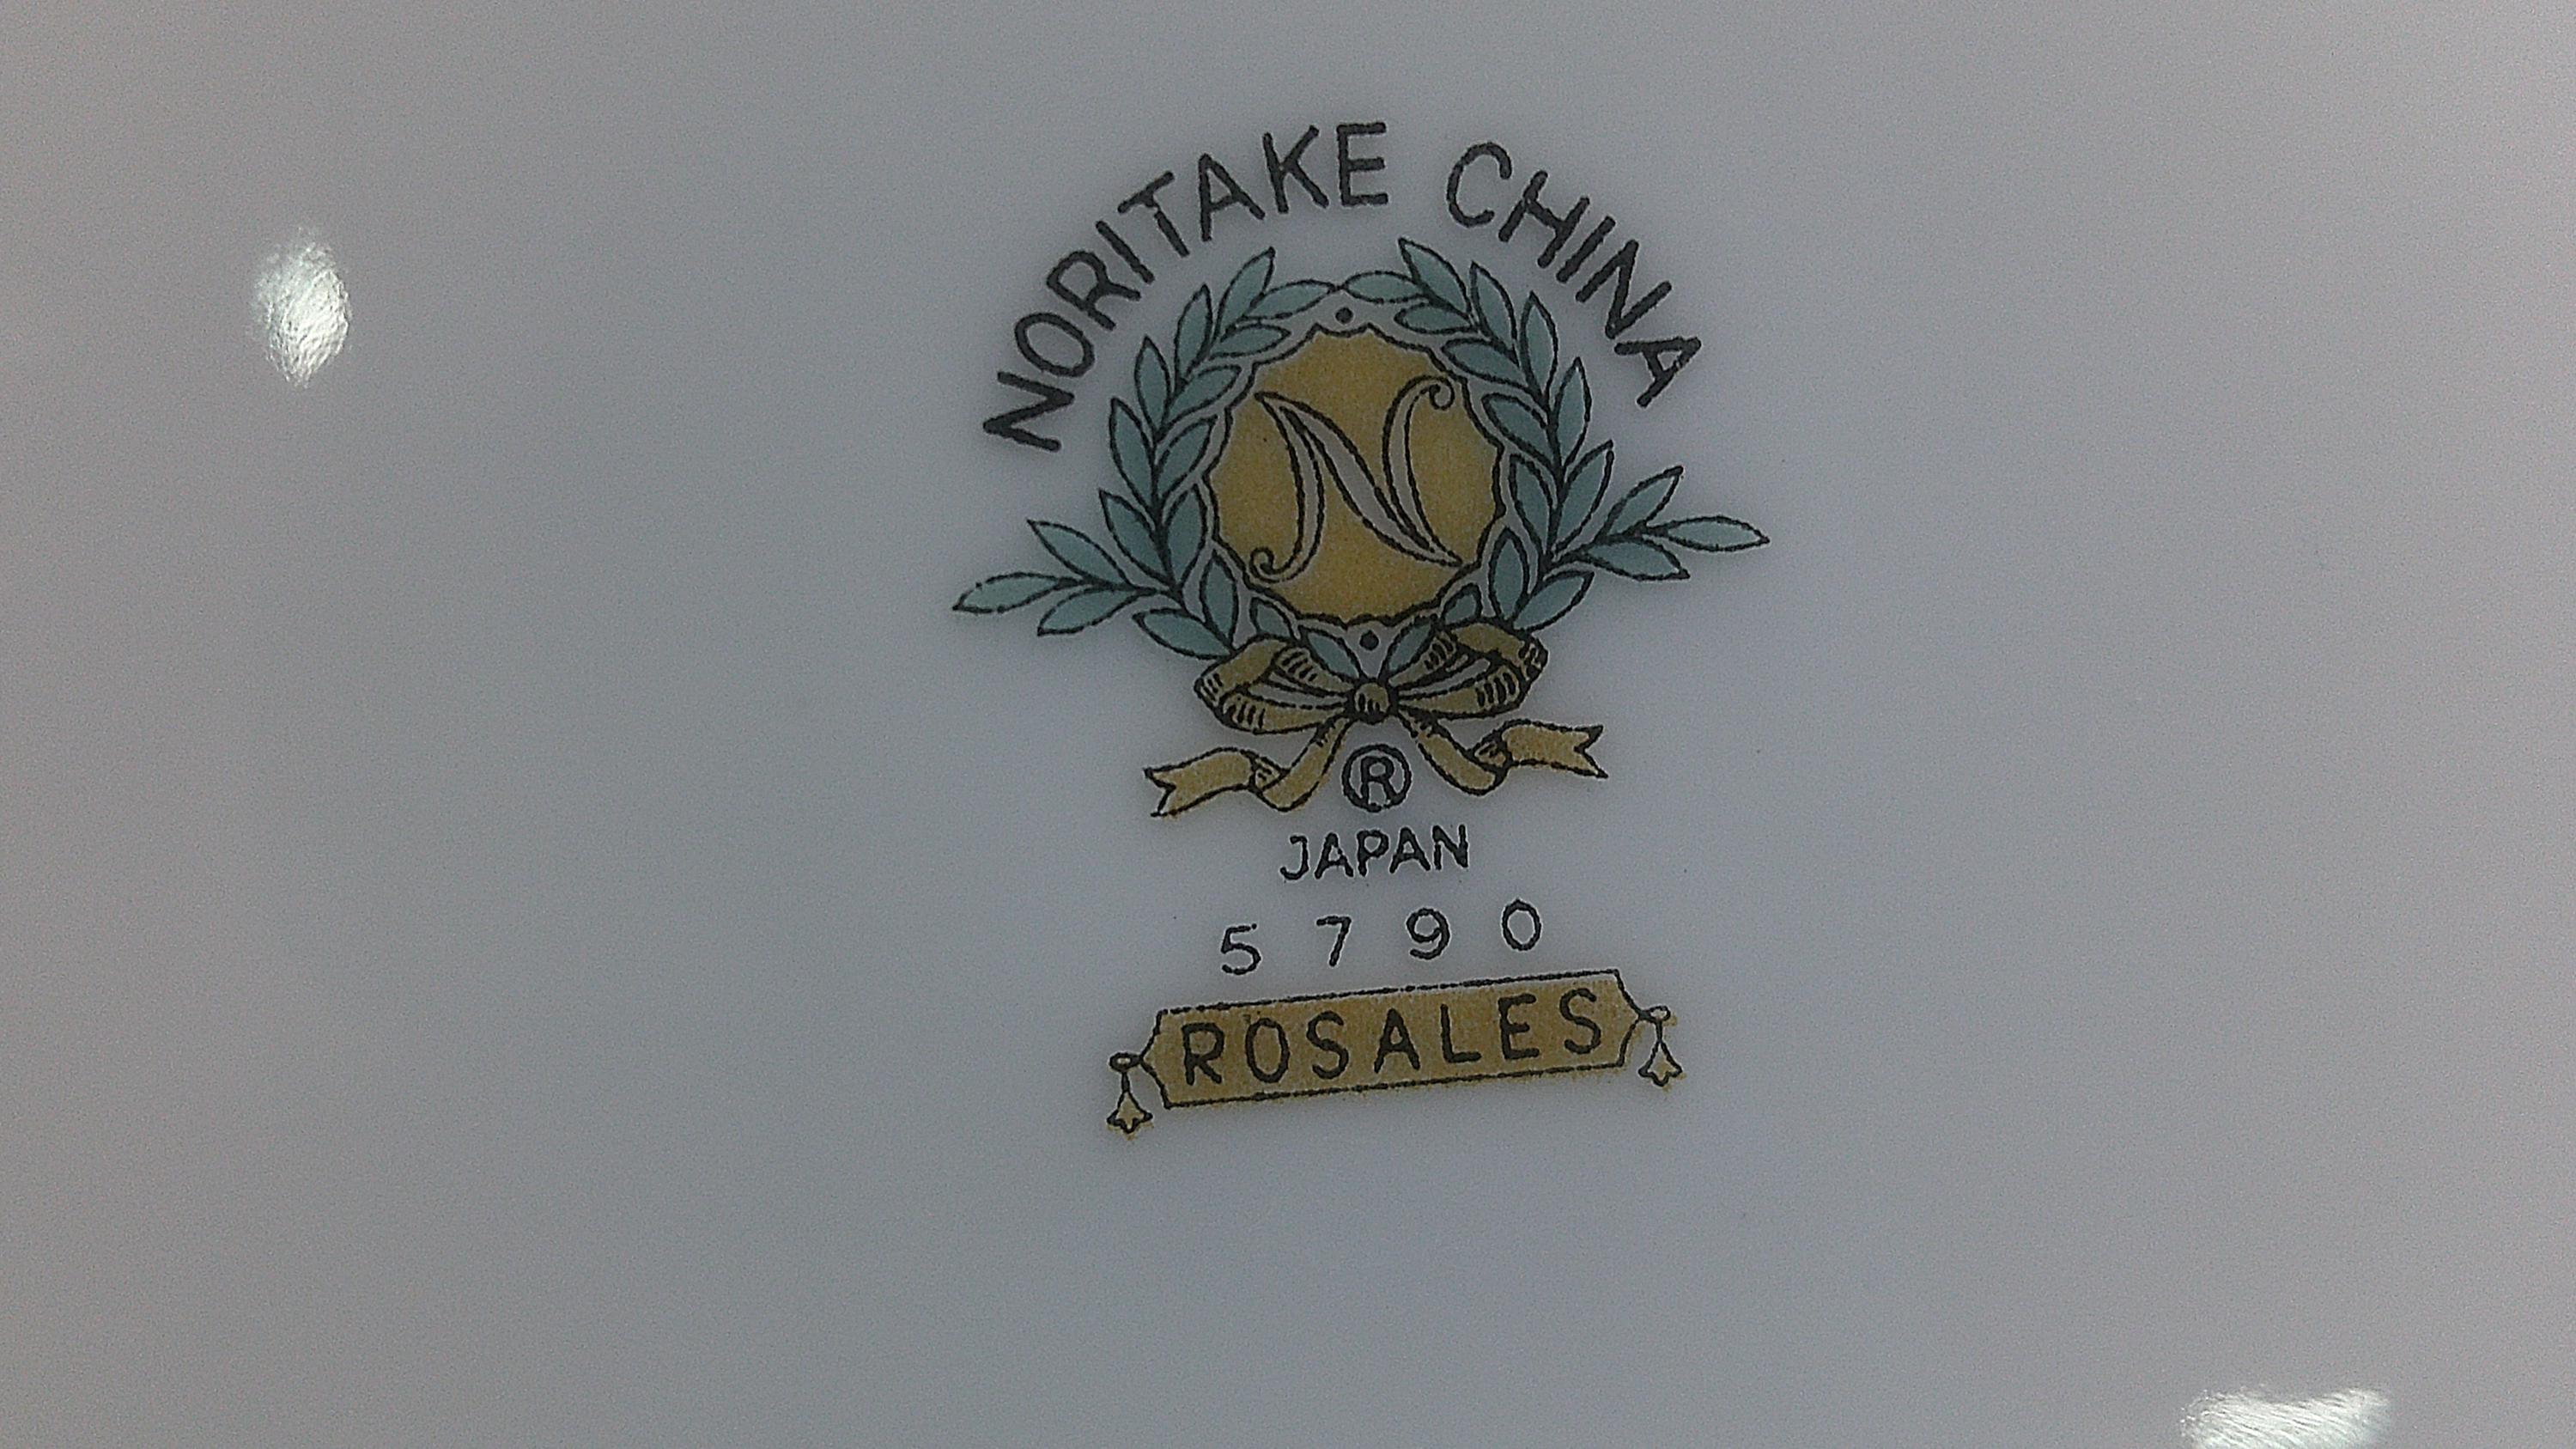 NORITAKE CHINA
N
®
JAPAN
5790
ROSALES